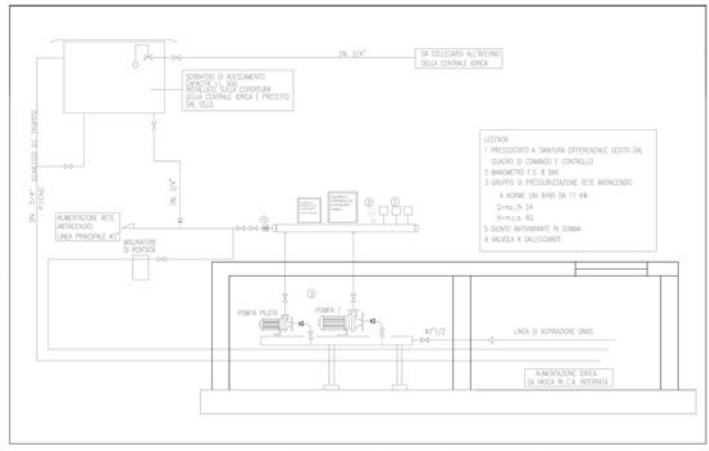 DN. 3/4"
DA COLLEGARSI ALL'INTERNO
DELLA CENTRALE IDRICA
SERBATOIO DI ADESCAMENTO
CAPACITA' LT. 500
INSTALLATO SULLA COPERTURA
DELLA CENTRALE IDRICA E PROTETTO
DAL GELO.
DN. 3/4" SCARICO DI TROPPO
PIENO
DN. 3/4"
LEGENDA
1 PRESSOSTATO A TARATURA DIFFERENZIALE GESTITO DAL
QUADRO DI COMANDO E CONTROLLO
2 MANOMETRO F.S. 8 BAR
3 GRUPPO DI PRESSURIZZAZIONE RETE ANTINCENDIO
A NORME UNI 9490 DA 11 KW
Q=mc./h 24
H=m.c.a. 60.
5 GIUNTO ANTIVIBRANTE IN GOMMA
VALVOLA A GALLEGGIANTE
ALIMENTAZIONE RETE
ANTINCENDIO
LINEA PRINCIPALE
MISURATORE
DI PORTATA
POMPA PILOTA
POMPA 1
LINEA DI ASPIRAZIONE
ALIMENTAZIONE IDRICA
DA VASCA IN C.A. INTERRATA